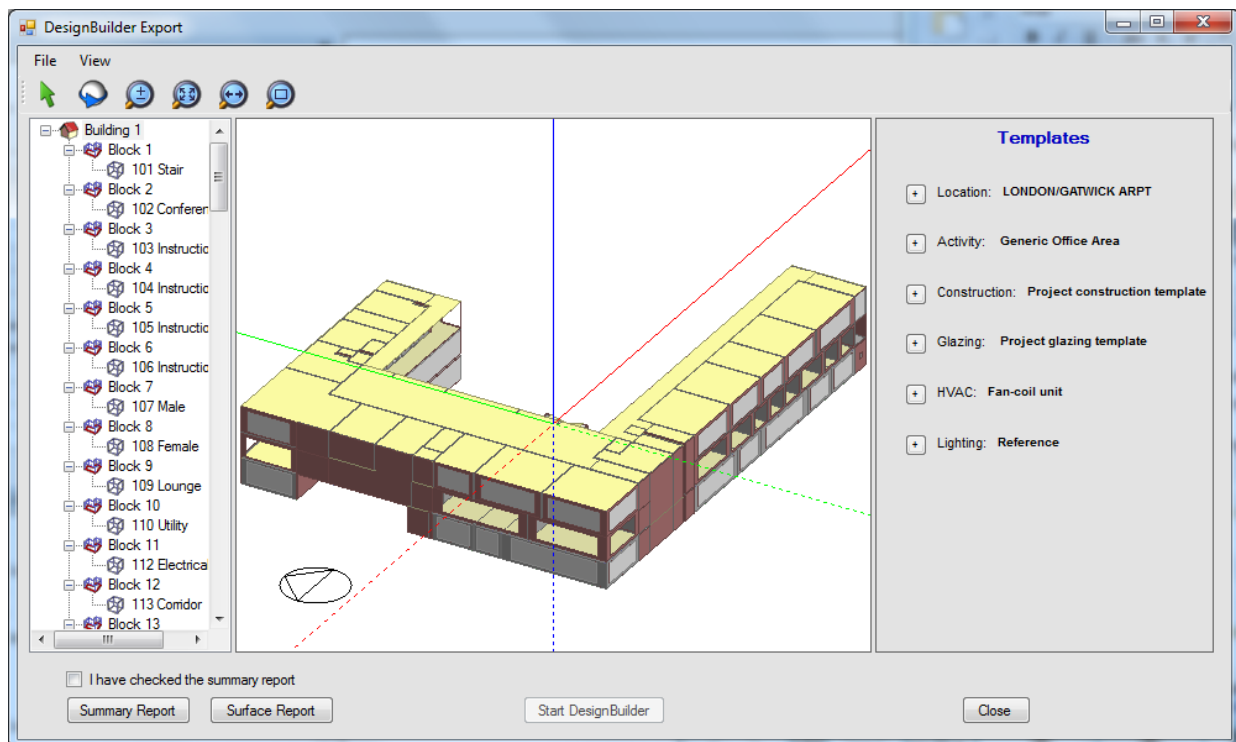 DesignBuilder Export
File View
Building 1
Block 1
101 Stair
Block 2
102 Conferen
Block 3
103 Instructic
Block 4
104 Instructic
Block 5
105 Instructic
Block 6
106 Instructic
Block 7
107 Male
Block 8
108 Female
Block 9
109 Lounge
Block 10
110 Utility
Block 11
112 Electrica
Block 12
113 Corridor
Block 13
Templates
Location: LONDON/GATWICK ARPT
Activity: Generic Office Area
Construction: Project construction template
Glazing: Project glazing template
HVAC: Fan-coil unit
Lighting: Reference
I have checked the summary report
Summary Report Surface Report Start DesignBuilder Close